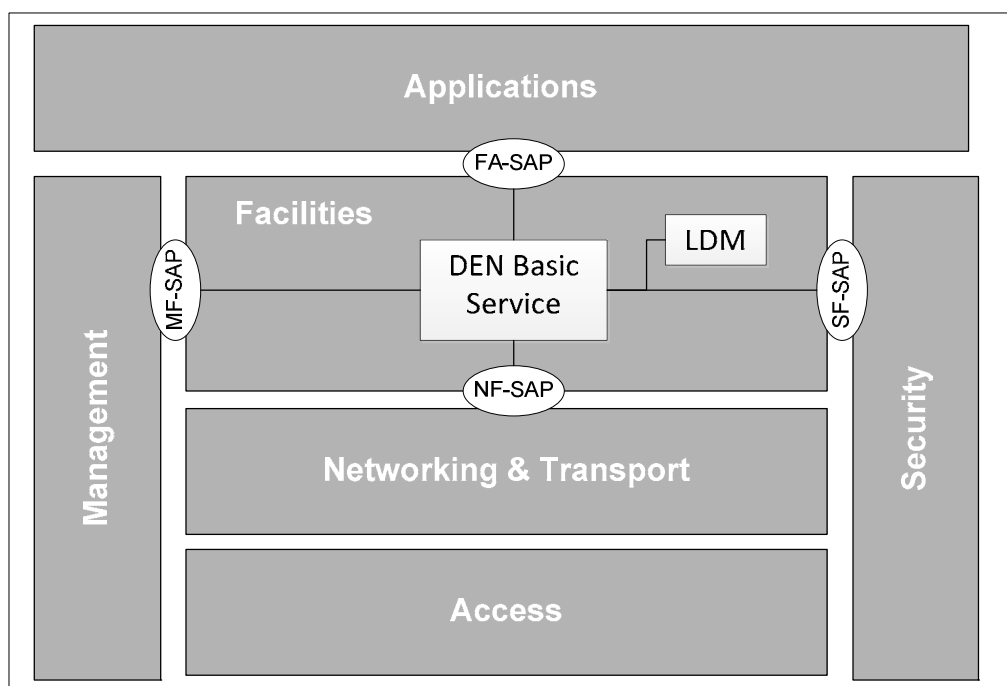 Applications
FA-SAP
Facilities
LDM
DEN Basic
Service
MF-SAP
SF-SAP
NF-SAP
Management
Networking & Transport
Security
Access